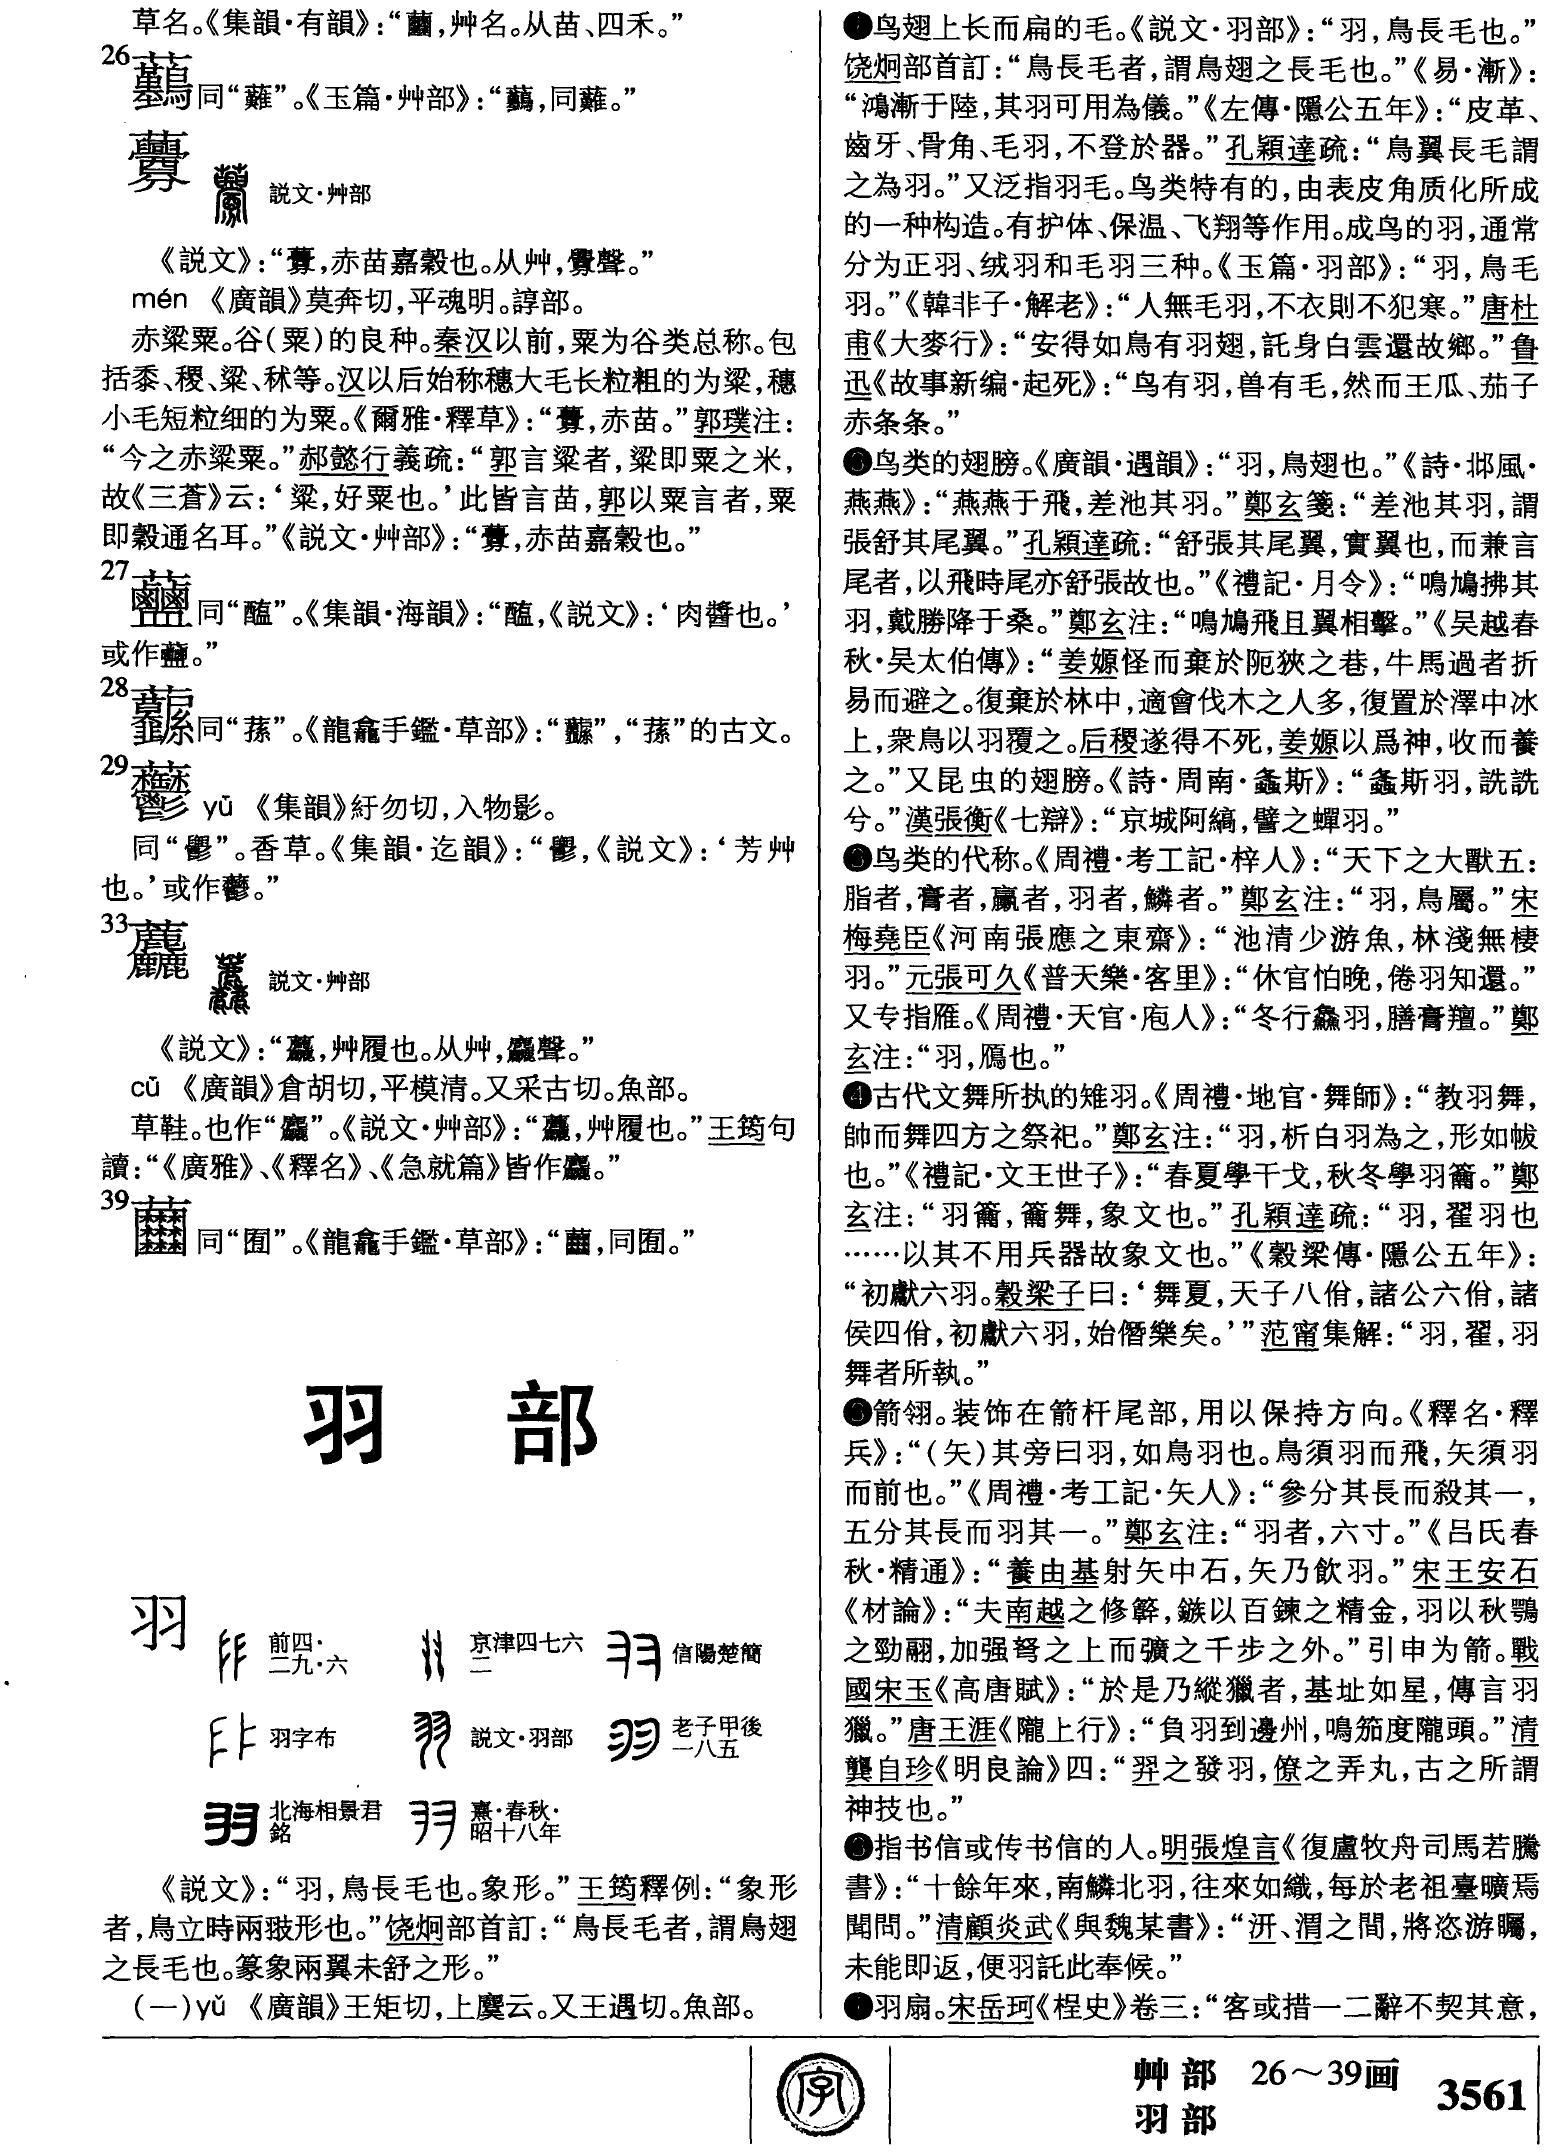 草名。《集韻·有韻》：“，艸名。从苗、四禾。”
26
同“蘸”。《玉篇·艸部》：“，同。”
説文·艸部
《説文》：“虋，赤苗嘉穀也。从艸，釁聲。”
mén 《廣韻》莫奔切，平魂明。諄部。
赤粱粟。谷（粟）的良种。秦汉以前，粟为谷类总称。包
括黍、稷、粱、秫等。汉以后始称穗大毛长粒粗的为粱，穗
小毛短粒细的为粟。《爾雅·釋草》：“虋，赤苗。”郭璞注：
“今之赤粱粟。”郝懿行義疏：“郭言粱者，粱即粟之米，
故《三蒼》云：‘粱，好粟也。’此皆言苗，郭以粟言者，粟
即穀通名耳。”《説文·艸部》：“虋，赤苗嘉穀也。”
27
同“醢”。《集韻·海韻》：“醢，《説文》：‘肉醬也。’
或作。”
28
同“蓀”。《龍龕手鑑·草部》：“”，“蓀”的古文。
29
yù 《集韻》紆勿切，入物影。
同“鬱”。香草。《集韻·迄韻》：“鬱，《説文》：‘芳艸
也。’或作。”
33
説文·艸部
《説文》：“，艸履也。从艸，麤聲。”
cū 《廣韻》倉胡切，平模清。又采古切。魚部。
草鞋。也作“麤”。《説文·艸部》：“，艸履也。”王筠句
讀：“《廣雅》、《釋名》、《急就篇》皆作麤。”
39
同“囿”。《龍龕手鑑·草部》：“，同囿。”
羽 部
羽
前四·二九·六
京津四七六二
信陽楚簡
羽字布
説文·羽部
老子甲後一八五
北海相景君銘
熹·春秋·昭十八年
《説文》：“羽，鳥長毛也。象形。”王筠釋例：“象形
者，鳥立時兩翄形也。”饶炯部首訂：“鳥長毛者，謂鳥翅
之長毛也。篆象兩翼未舒之形。”
（一）yǔ 《廣韻》王矩切，上麌云。又王遇切。魚部。
❶鸟翅上长而扁的毛。《説文·羽部》：“羽，鳥長毛也。”
饶炯部首訂：“鳥長毛者，謂鳥翅之長毛也。”《易·漸》：
“鴻漸于陸，其羽可用為儀。”《左傳·隱公五年》：“皮革、
齒牙、骨角、毛羽，不登於器。”孔穎達疏：“鳥翼長毛謂
之為羽。”又泛指羽毛。鸟类特有的，由表皮角质化所成
的一种构造。有护体、保温、飞翔等作用。成鸟的羽，通常
分为正羽、绒羽和毛羽三种。《玉篇·羽部》：“羽，鳥毛
羽。”《韓非子·解老》：“人無毛羽，不衣則不犯寒。”唐杜
甫《大麥行》：“安得如鳥有羽翅，託身白雲還故鄉。”鲁
迅《故事新编·起死》：“鸟有羽，兽有毛，然而王瓜、茄子
赤条条。”
❷鸟类的翅膀。《廣韻·遇韻》：“羽，鳥翅也。”《詩·邶風·
燕燕》：“燕燕于飛，差池其羽。”鄭玄箋：“差池其羽，謂
張舒其尾翼。”孔穎達疏：“舒張其尾翼，實翼也，而兼言
尾者，以飛時尾亦舒張故也。”《禮記·月令》：“鳴鳩拂其
羽，戴勝降于桑。”鄭玄注：“鳴鳩飛且翼相擊。”《吴越春
秋·吴太伯傳》：“姜嫄怪而棄於阨狹之巷，牛馬過者折
易而避之。復棄於林中，適會伐木之人多，復置於澤中冰
上，衆鳥以羽覆之。后稷遂得不死，姜嫄以爲神，收而養
之。”又昆虫的翅膀。《詩·周南·螽斯》：“螽斯羽，詵詵
兮。”漢張衡《七辯》：“京城阿縞，譬之蟬羽。”
❸鸟类的代称。《周禮·考工記·梓人》：“天下之大獸五：
脂者，膏者，臝者，羽者，鱗者。”鄭玄注：“羽，鳥屬。”宋
梅堯臣《河南張應之東齋》：“池清少游魚，林淺無棲
羽。”元張可久《普天樂·客里》：“休官怕晚，倦羽知還。”
又专指雁。《周禮·天官·庖人》：“冬行鱻羽，膳膏羶。”鄭
玄注：“羽，鴈也。”
❹古代文舞所执的雉羽。《周禮·地官·舞師》：“教羽舞，
帥而舞四方之祭祀。”鄭玄注：“羽，析白羽為之，形如帗
也。”《禮記·文王世子》：“春夏學干戈，秋冬學羽籥。”鄭
玄注：“羽籥，籥舞，象文也。”孔穎達疏：“羽，翟羽也
……以其不用兵器故象文也。”《穀梁傳·隱公五年》：
“初獻六羽。穀梁子曰：‘舞夏，天子八佾，諸公六佾，諸
侯四佾，初獻六羽，始僭樂矣。’”范甯集解：“羽，翟，羽
舞者所執。”
❺箭翎。装饰在箭杆尾部，用以保持方向。《釋名·釋
兵》：“（矢）其旁曰羽，如鳥羽也。鳥須羽而飛，矢須羽
而前也。”《周禮·考工記·矢人》：“參分其長而殺其一，
五分其長而羽其一。”鄭玄注：“羽者，六寸。”《吕氏春
秋·精通》：“養由基射矢中石，矢乃飲羽。”宋王安石
《材論》：“夫南越之修簳，鏃以百鍊之精金，羽以秋鶚
之勁翮，加强弩之上而彍之千步之外。”引申为箭。戰
國宋玉《高唐賦》：“於是乃縱獵者，基址如星，傳言羽
獵。”唐王涯《隴上行》：“負羽到邊州，鳴笳度隴頭。”清
龔自珍《明良論》四：“羿之發羽，僚之弄丸，古之所謂
神技也。”
❻指书信或传书信的人。明張煌言《復盧牧舟司馬若騰
書》：“十餘年來，南鱗北羽，往來如織，每於老祖臺曠焉
聞問。”清顧炎武《與魏某書》：“汧、渭之間，將恣游矚，
未能即返，便羽託此奉候。”
❼羽扇。宋岳珂《桯史》卷三：“客或措一二辭不契其意，
字
艸部 26～39画
羽部
3561